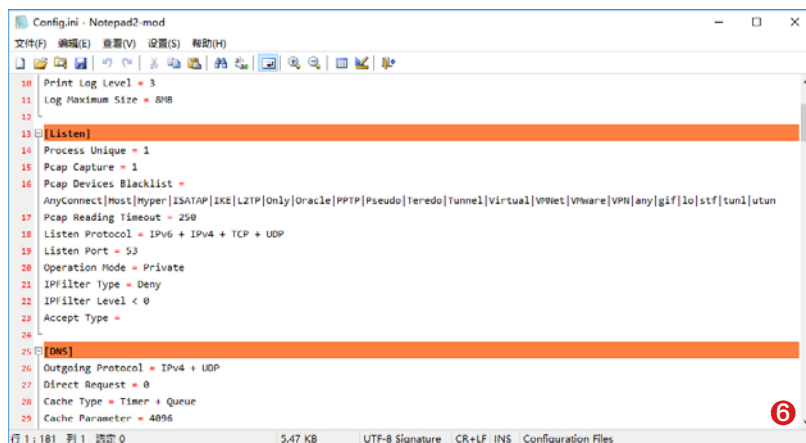 Config.ini - Notepad2-mod
文件(F) 编辑(E) 查看(V) 设置(S) 帮助(H)
10 Print Log Level = 3
11 Log Maximum Size = 8MB
12
13 [Listen]
14 Process Unique = 1
15 Pcap Capture = 1
16 Pcap Devices Blacklist =
AnyConnect|Host|Hyper|ISATAP|IKE|L2TP|Only|Oracle|PPTP|Pseudo|Teredo|Tunnel|Virtual|VMNet|VMware|VPN|any|gif|lo|stf|tunl|utun
17 Pcap Reading Timeout = 250
18 Listen Protocol = IPv6 + IPv4 + TCP + UDP
19 Listen Port = 53
20 Operation Mode = Private
21 IPFilter Type = Deny
22 IPFilter Level < 0
23 Accept Type =
24
25 [DNS]
26 Outgoing Protocol = IPv4 + UDP
27 Direct Request = 0
28 Cache Type = Timer + Queue
29 Cache Parameter = 4096
6
行 1 : 181 列 1 选定 0 5.47 KB UTF-8 Signature CR+LF INS Configuration Files